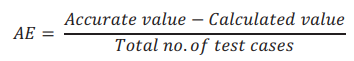 AE = Accurate value − Calculated value
Total no. of test cases